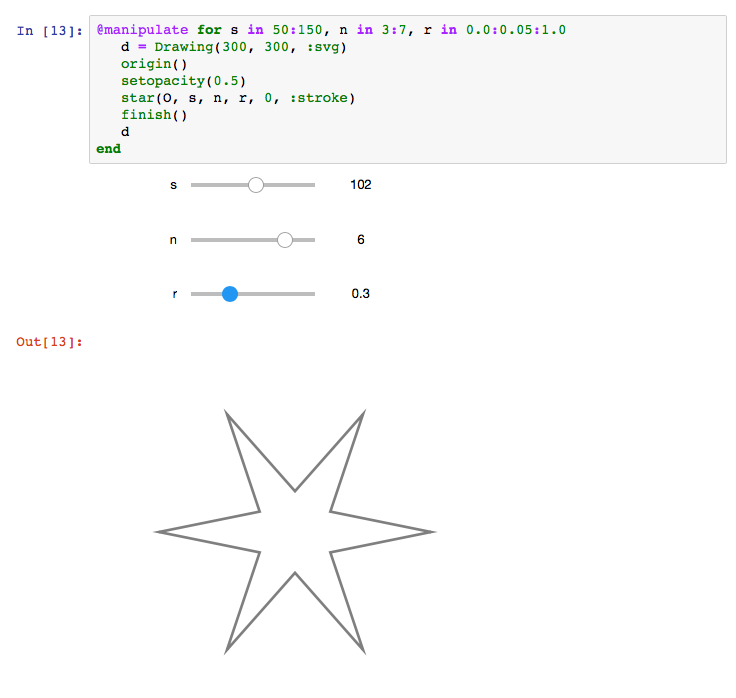 In [13]: @manipulate for s in 50:150, n in 3:7, r in 0.0:0.05:1.0
d = Drawing(300, 300, :svg)
origin()
setopacity(0.5)
star(O, s, n, r, 0, :stroke)
finish()
d
end
s 102
n 6
r 0.3
Out[13]: